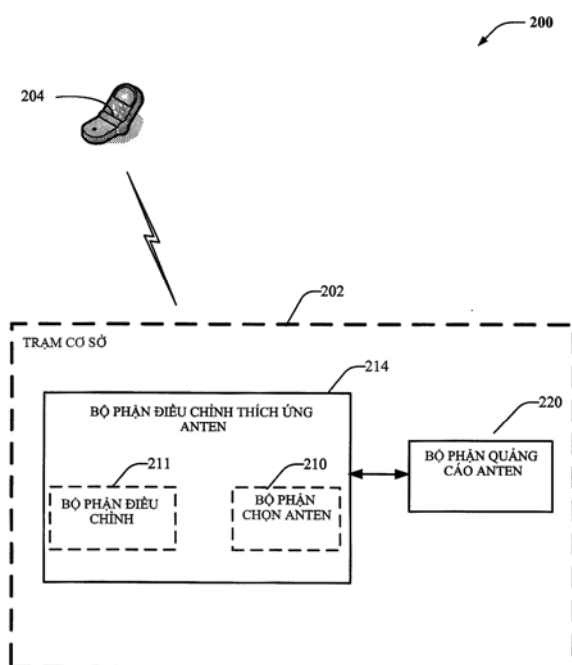 200
204
202
TRẠM CƠ SỞ
214
BỘ PHẬN ĐIỀU CHỈNH THÍCH ỨNG
ANTEN
220
BỘ PHẬN QUẢNG
CÁO ANTEN
211
BỘ PHẬN ĐIỀU
CHỈNH
210
BỘ PHẬN
CHỌN ANTEN